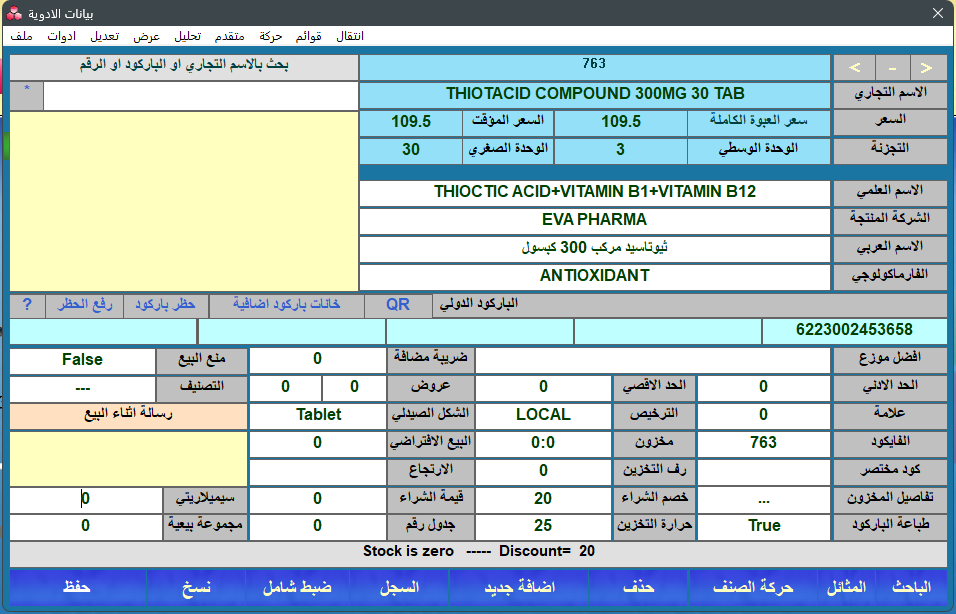 بيانات الادوية
ملف ادوات تعديل عرض تحليل متقدم حركة قوائم انتقال
< - > 763 بحث بالاسم التجاري او الباركود او الرقم
الاسم التجاري THIOTACID COMPOUND 300MG 30 TAB *
السعر سعر العبوة الكاملة 109.5 السعر المؤقت 109.5
التجزئة الوحدة الوسطي 3 الوحدة الصغري 30
الاسم العلمي THIOCTIC ACID+VITAMIN B1+VITAMIN B12
الشركة المنتجة EVA PHARMA
الاسم العربي ثيوتاسيد مركب 300 كبسول
الفارماكولوجي ANTIOXIDANT
الباركود الدولي QR خانات باركود اضافية حظر باركود رفع الحظر ?
6223002453658
افضل موزع ضريبة مضافة 0 منع البيع False
الحد الادني 0 الحد الاقصي 0 عروض 0 0 التصنيف ---
علامة 0 الترخيص LOCAL الشكل الصيدلي Tablet رسالة اثناء البيع
الفايكود 763 مخزون 0:0 البيع الافتراضي 0
كود مختصر رف التخزين 0 الارتجاع
تفاصيل المخزون ... خصم الشراء 20 قيمة الشراء 0 سيميلاريتي 0
طباعة الباركود True حرارة التخزين 25 جدول رقم 0 مجموعة بيعية 0
Stock is zero ----- Discount= 20
الباحث المثائل حركة الصنف حذف اضافة جديد السجل ضبط شامل نسخ حفظ